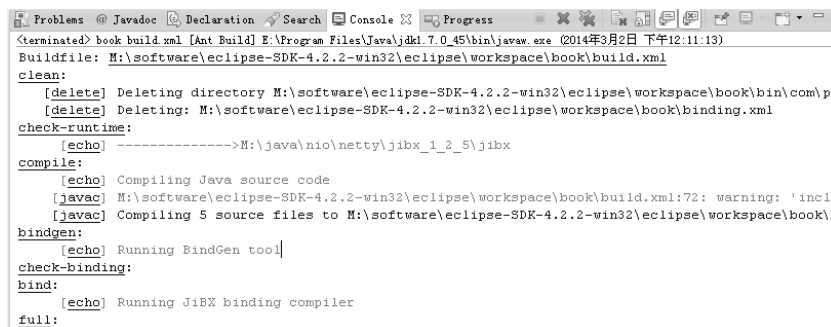 Problems @ Javadoc Declaration Search Console Progress
<terminated> book build.xml [Ant Build] E:\Program Files\Java\jdk1.7.0_45\bin\javaw.exe (2014年3月2日 下午12:11:13)
Buildfile: M:\software\eclipse-SDK-4.2.2-win32\eclipse\workspace\book\build.xml
clean:
[delete] Deleting directory M:\software\eclipse-SDK-4.2.2-win32\eclipse\workspace\book\bin\com\p
[delete] Deleting: M:\software\eclipse-SDK-4.2.2-win32\eclipse\workspace\book\binding.xml
check-runtime:
[echo] -------------->M:\java\nio\netty\jibx_1_2_5\jibx
compile:
[echo] Compiling Java source code
[javac] M:\software\eclipse-SDK-4.2.2-win32\eclipse\workspace\book\build.xml:72: warning: 'incl
[javac] Compiling 5 source files to M:\software\eclipse-SDK-4.2.2-win32\eclipse\workspace\book\
bindgen:
[echo] Running BindGen tool
check-binding:
bind:
[echo] Running JiBX binding compiler
full: